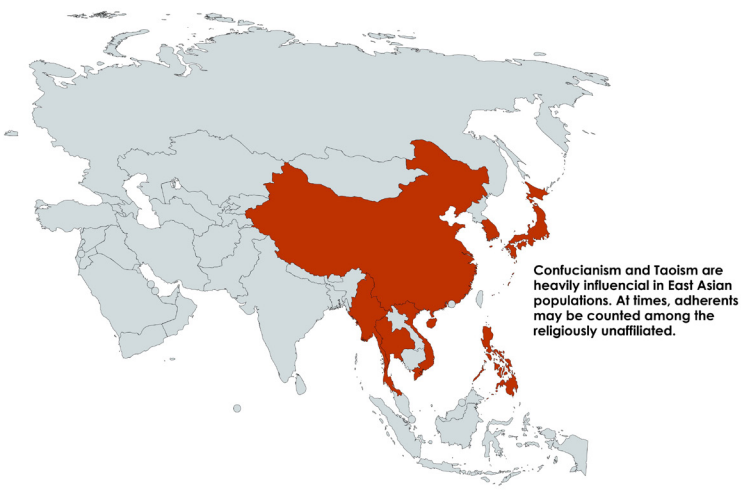 Confucianism and Taoism are
heavily influencial in East Asian
populations. At times, adherents
may be counted among the
religiously unaffiliated.